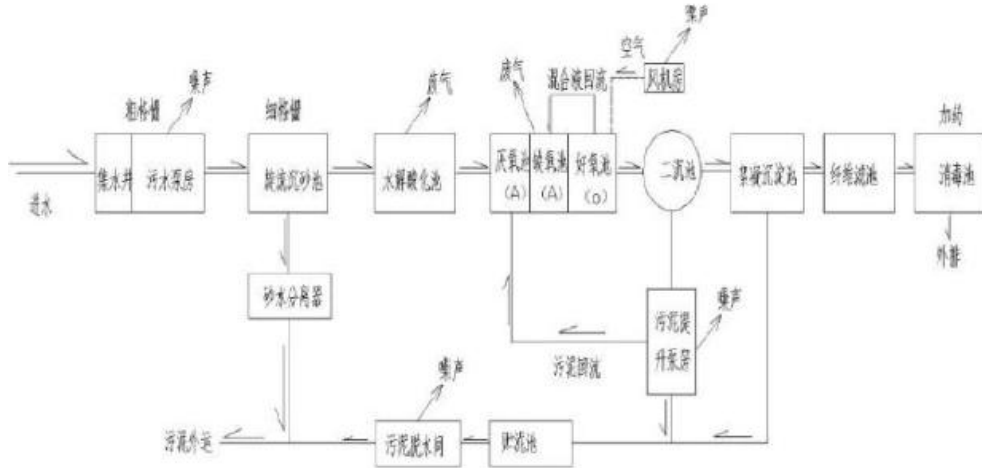 噪声
空气
废气
混合液回流
风机房
噪声
粗格栅
细格栅
废气
加药
集水井
污水泵房
旋流沉砂池
水解酸化池
厌氧池
(A)
缺氧池
(A)
好氧池
(O)
二沉池
絮凝沉淀池
纤维滤池
消毒池
进水
外排
砂水分离器
污泥提
升泵房
噪声
污泥回流
噪声
污泥外运
污泥脱水间
贮泥池